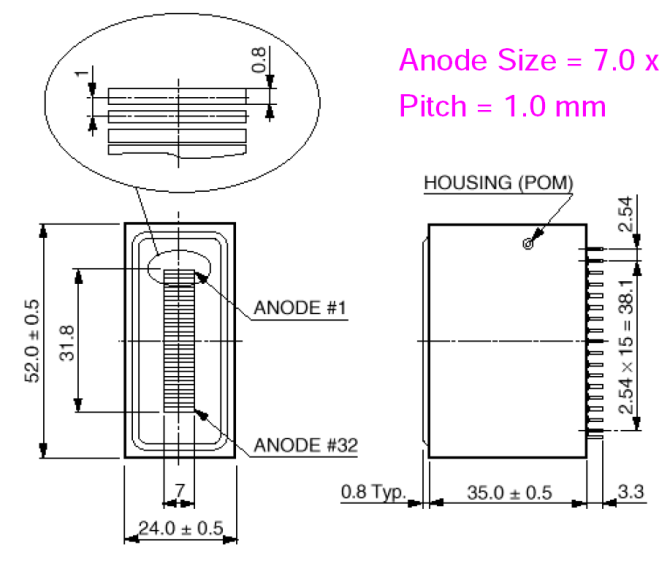 Anode Size = 7.0 x
Pitch = 1.0 mm
1
0.8
HOUSING (POM)
2.54
ANODE #1
52.0 ± 0.5
31.8
2.54 × 15 = 38.1
ANODE #32
7
0.8 Typ.
35.0 ± 0.5
3.3
24.0 ± 0.5